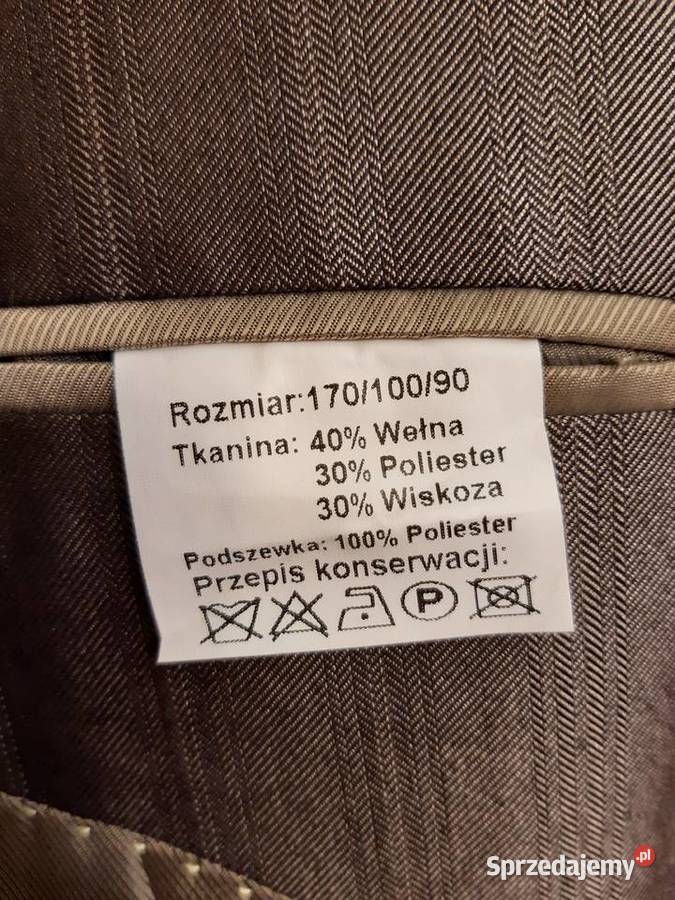 Rozmiar:170/100/90
Tkanina: 40% Wełna
30% Poliester
30% Wiskoza
Podszewka: 100% Poliester
Przepis konserwacji:
P
Sprzedajemy.pl